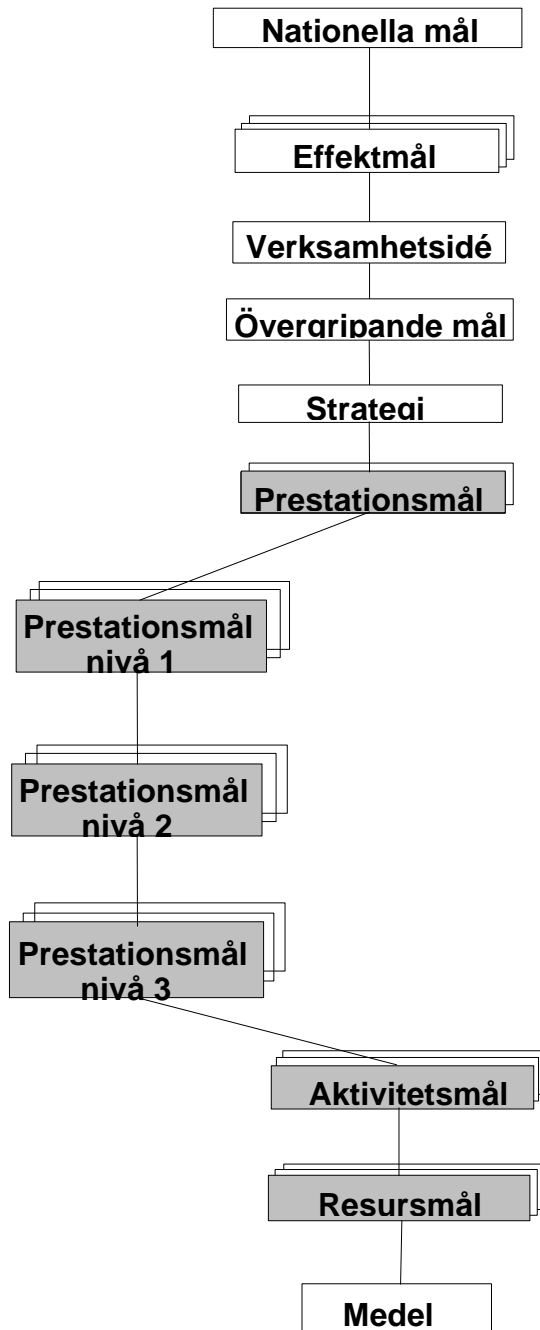 Nationella mål
Effektmål
Verksamhetsidé
Övergripande mål
Strategi
Prestationsmål
Prestationsmål
nivå 1
Prestationsmål
nivå 2
Prestationsmål
nivå 3
Aktivitetsmål
Resursmål
Medel